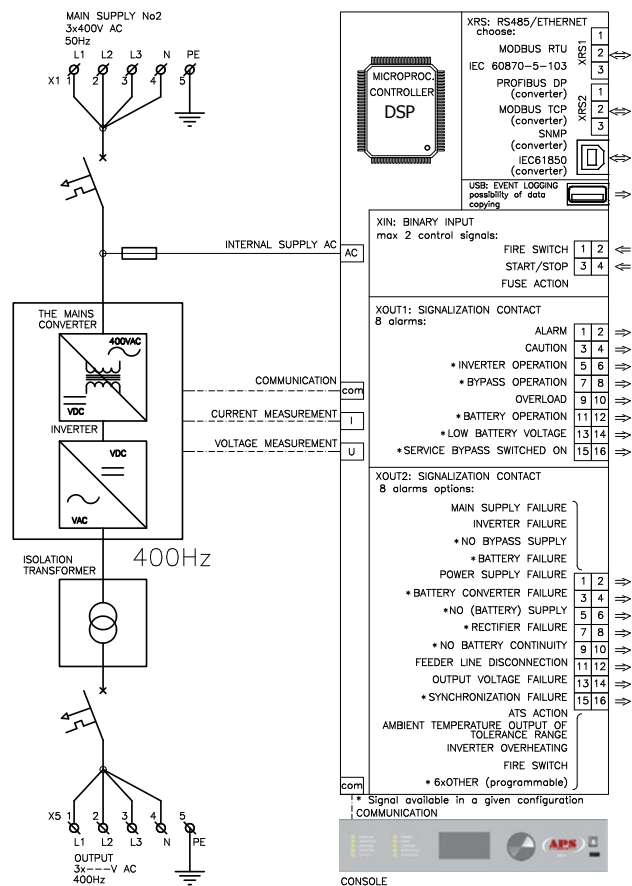 MAIN SUPPLY No2
3x400V AC
50Hz
L1 L2 L3 N PE
X1 1 2 3 4 5
INTERNAL SUPPLY AC
AC
THE MAINS
CONVERTER
400VAC
VDC
INVERTER
VDC
VAC
400Hz
COMMUNICATION
com
CURRENT MEASUREMENT
I
VOLTAGE MEASUREMENT
U
ISOLATION
TRANSFORMER
X5 1 2 3 4 5
L1 L2 L3 N PE
OUTPUT
3x---V AC
400Hz
MICROPROC.
CONTROLLER
DSP
XRS: RS485/ETHERNET
choose:
MODBUS RTU
IEC 60870-5-103
PROFIBUS DP
(converter)
MODBUS TCP
(converter)
SNMP
(converter)
IEC61850
(converter)
XRS1
1
2
3
XRS2
1
2
3
USB: EVENT LOGGING
possibility of data
copying
XIN: BINARY INPUT
max 2 control signals:
FIRE SWITCH 1 2
START/STOP 3 4
FUSE ACTION
XOUT1: SIGNALIZATION CONTACT
8 alarms:
ALARM 1 2
CAUTION 3 4
* INVERTER OPERATION 5 6
* BYPASS OPERATION 7 8
OVERLOAD 9 10
* BATTERY OPERATION 11 12
* LOW BATTERY VOLTAGE 13 14
* SERVICE BYPASS SWITCHED ON 15 16
XOUT2: SIGNALIZATION CONTACT
8 alarms options:
MAIN SUPPLY FAILURE
INVERTER FAILURE
* NO BYPASS SUPPLY
* BATTERY FAILURE
POWER SUPPLY FAILURE 1 2
* BATTERY CONVERTER FAILURE 3 4
* NO (BATTERY) SUPPLY 5 6
* RECTIFIER FAILURE 7 8
* NO BATTERY CONTINUITY 9 10
FEEDER LINE DISCONNECTION 11 12
OUTPUT VOLTAGE FAILURE 13 14
* SYNCHRONIZATION FAILURE 15 16
ATS ACTION
AMBIENT TEMPERATURE OUTPUT OF
TOLERANCE RANGE
INVERTER OVERHEATING
FIRE SWITCH
* 6xOTHER (programmable)
com
* Signal available in a given configuration
COMMUNICATION
APS
CONSOLE